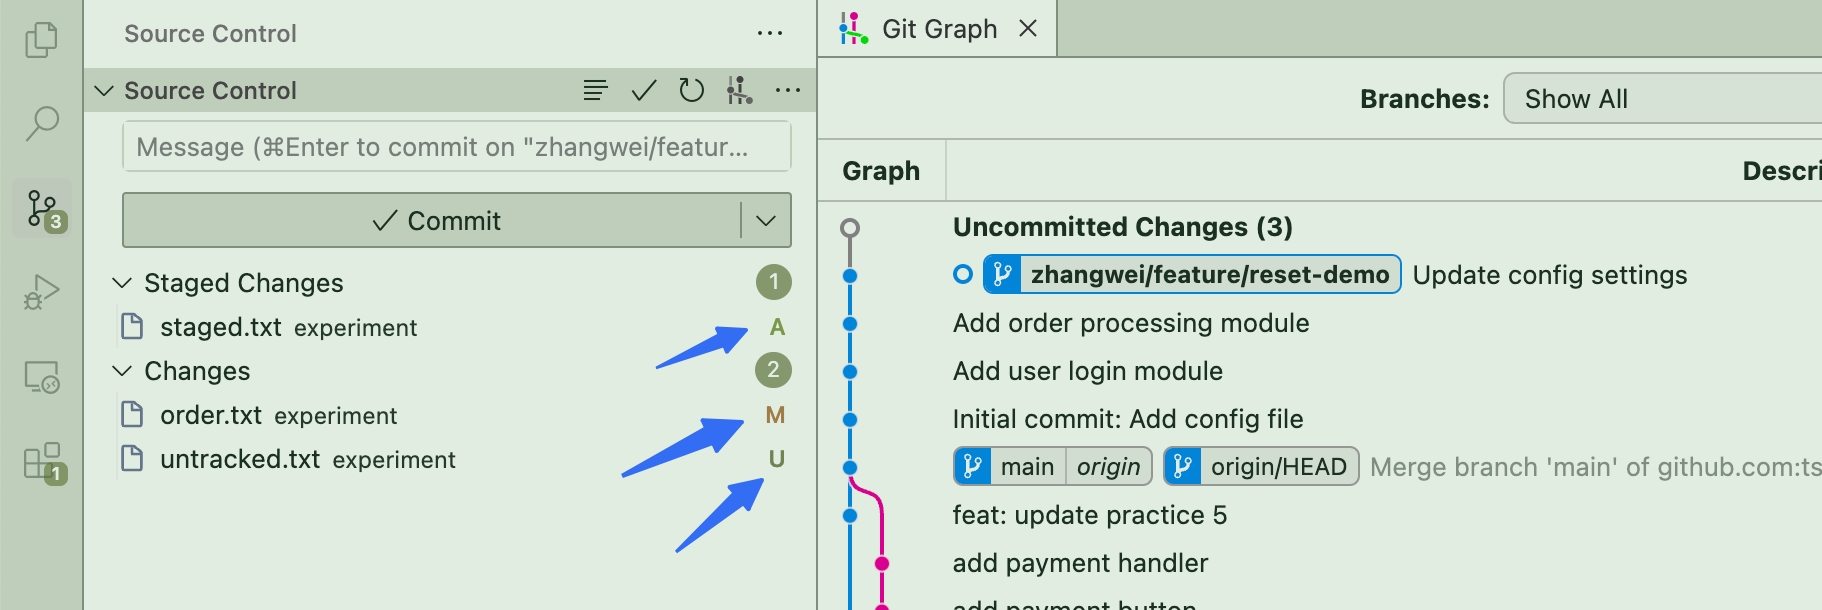 Source Control
Source Control
Message (⌘Enter to commit on "zhangwei/featur...
Commit
Staged Changes 1
staged.txt experiment A
Changes 2
order.txt experiment M
untracked.txt experiment U
3
1
Git Graph
Branches: Show All
Graph Descri
Uncommitted Changes (3)
zhangwei/feature/reset-demo Update config settings
Add order processing module
Add user login module
Initial commit: Add config file
main origin origin/HEAD Merge branch 'main' of github.com:ts
feat: update practice 5
add payment handler
add payment button